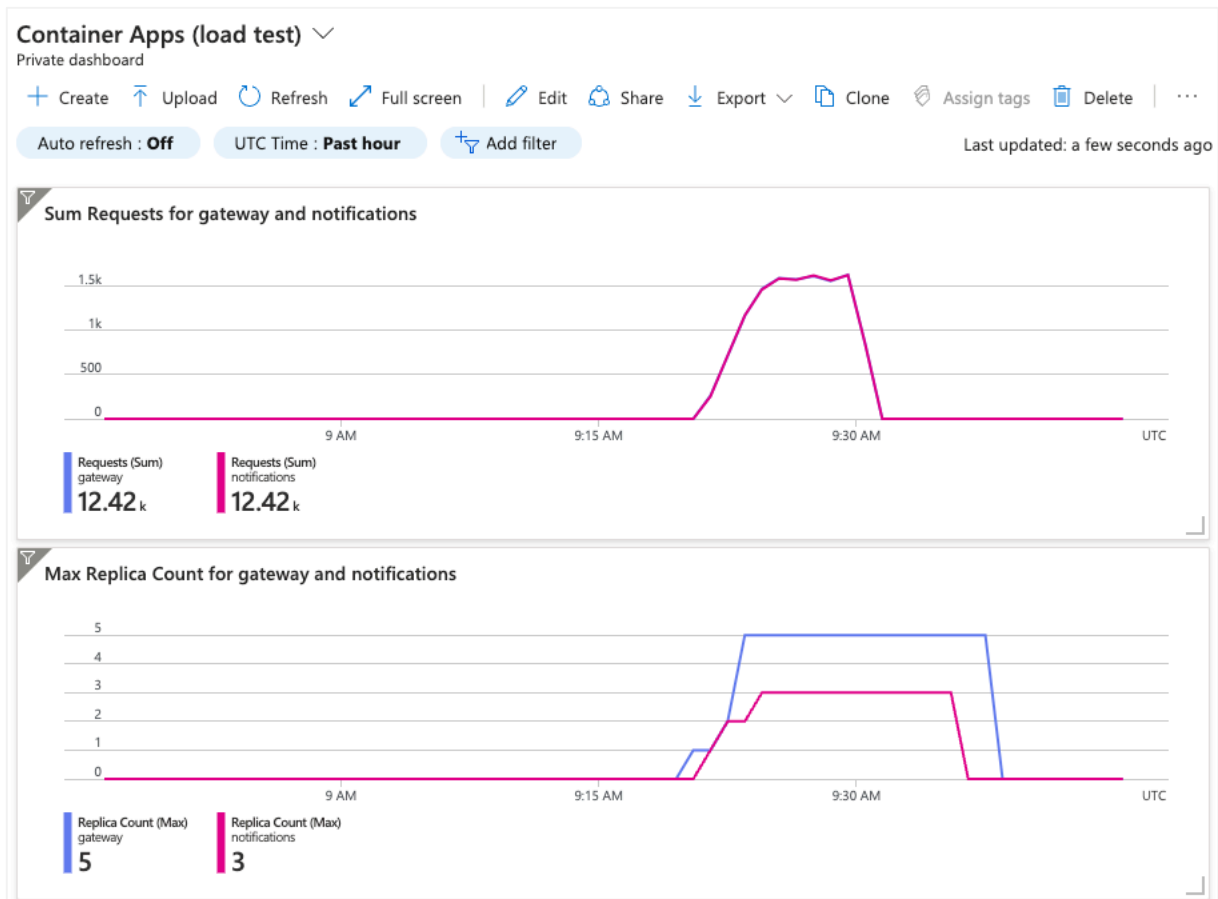 Container Apps (load test)
Private dashboard
Create Upload Refresh Full screen Edit Share Export Clone Assign tags Delete ...
Auto refresh : Off UTC Time : Past hour Add filter Last updated: a few seconds ago
Sum Requests for gateway and notifications
1.5k
1k
500
0
9 AM 9:15 AM 9:30 AM UTC
Requests (Sum) Requests (Sum)
gateway notifications
12.42 k 12.42 k
Max Replica Count for gateway and notifications
5
4
3
2
1
0
9 AM 9:15 AM 9:30 AM UTC
Replica Count (Max) Replica Count (Max)
gateway notifications
5 3